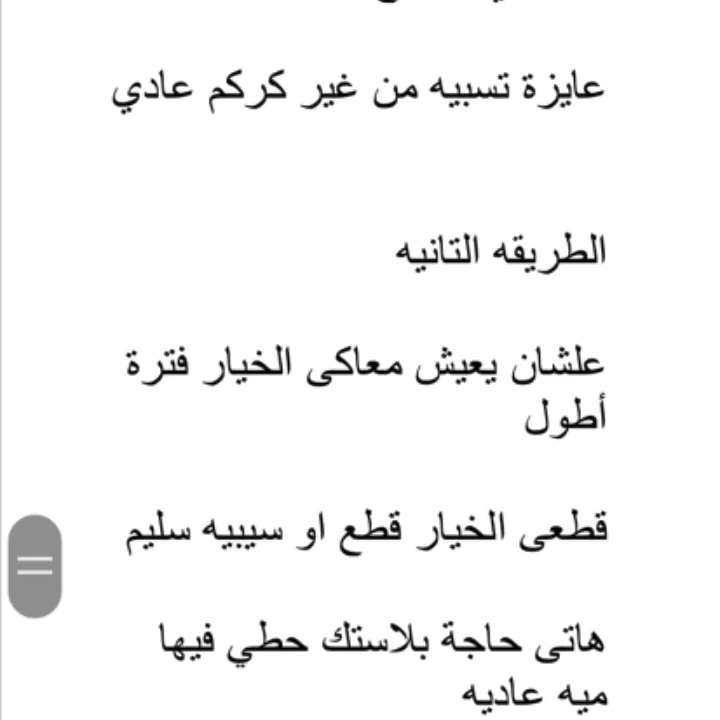 عايزة تسبيه من غير كركم عادي
الطريقه التانيه
علشان يعيش معاكى الخيار فترة
أطول
قطعى الخيار قطع او سيبيه سليم
هاتى حاجة بلاستك حطي فيها
ميه عاديه